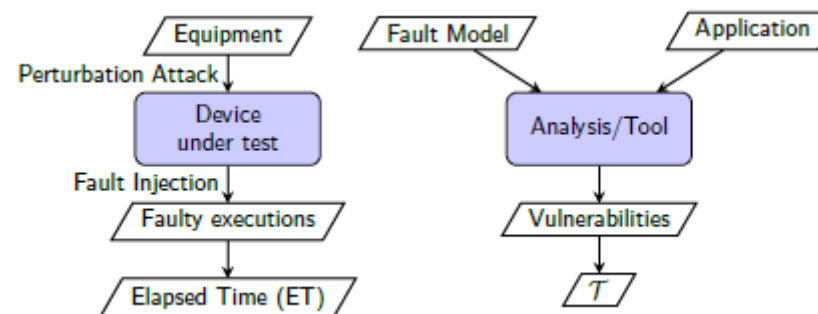 Equipment
Perturbation Attack
Device
under test
Fault Injection
Faulty executions
Elapsed Time (ET)
Fault Model
Application
Analysis/Tool
Vulnerabilities
𝒯